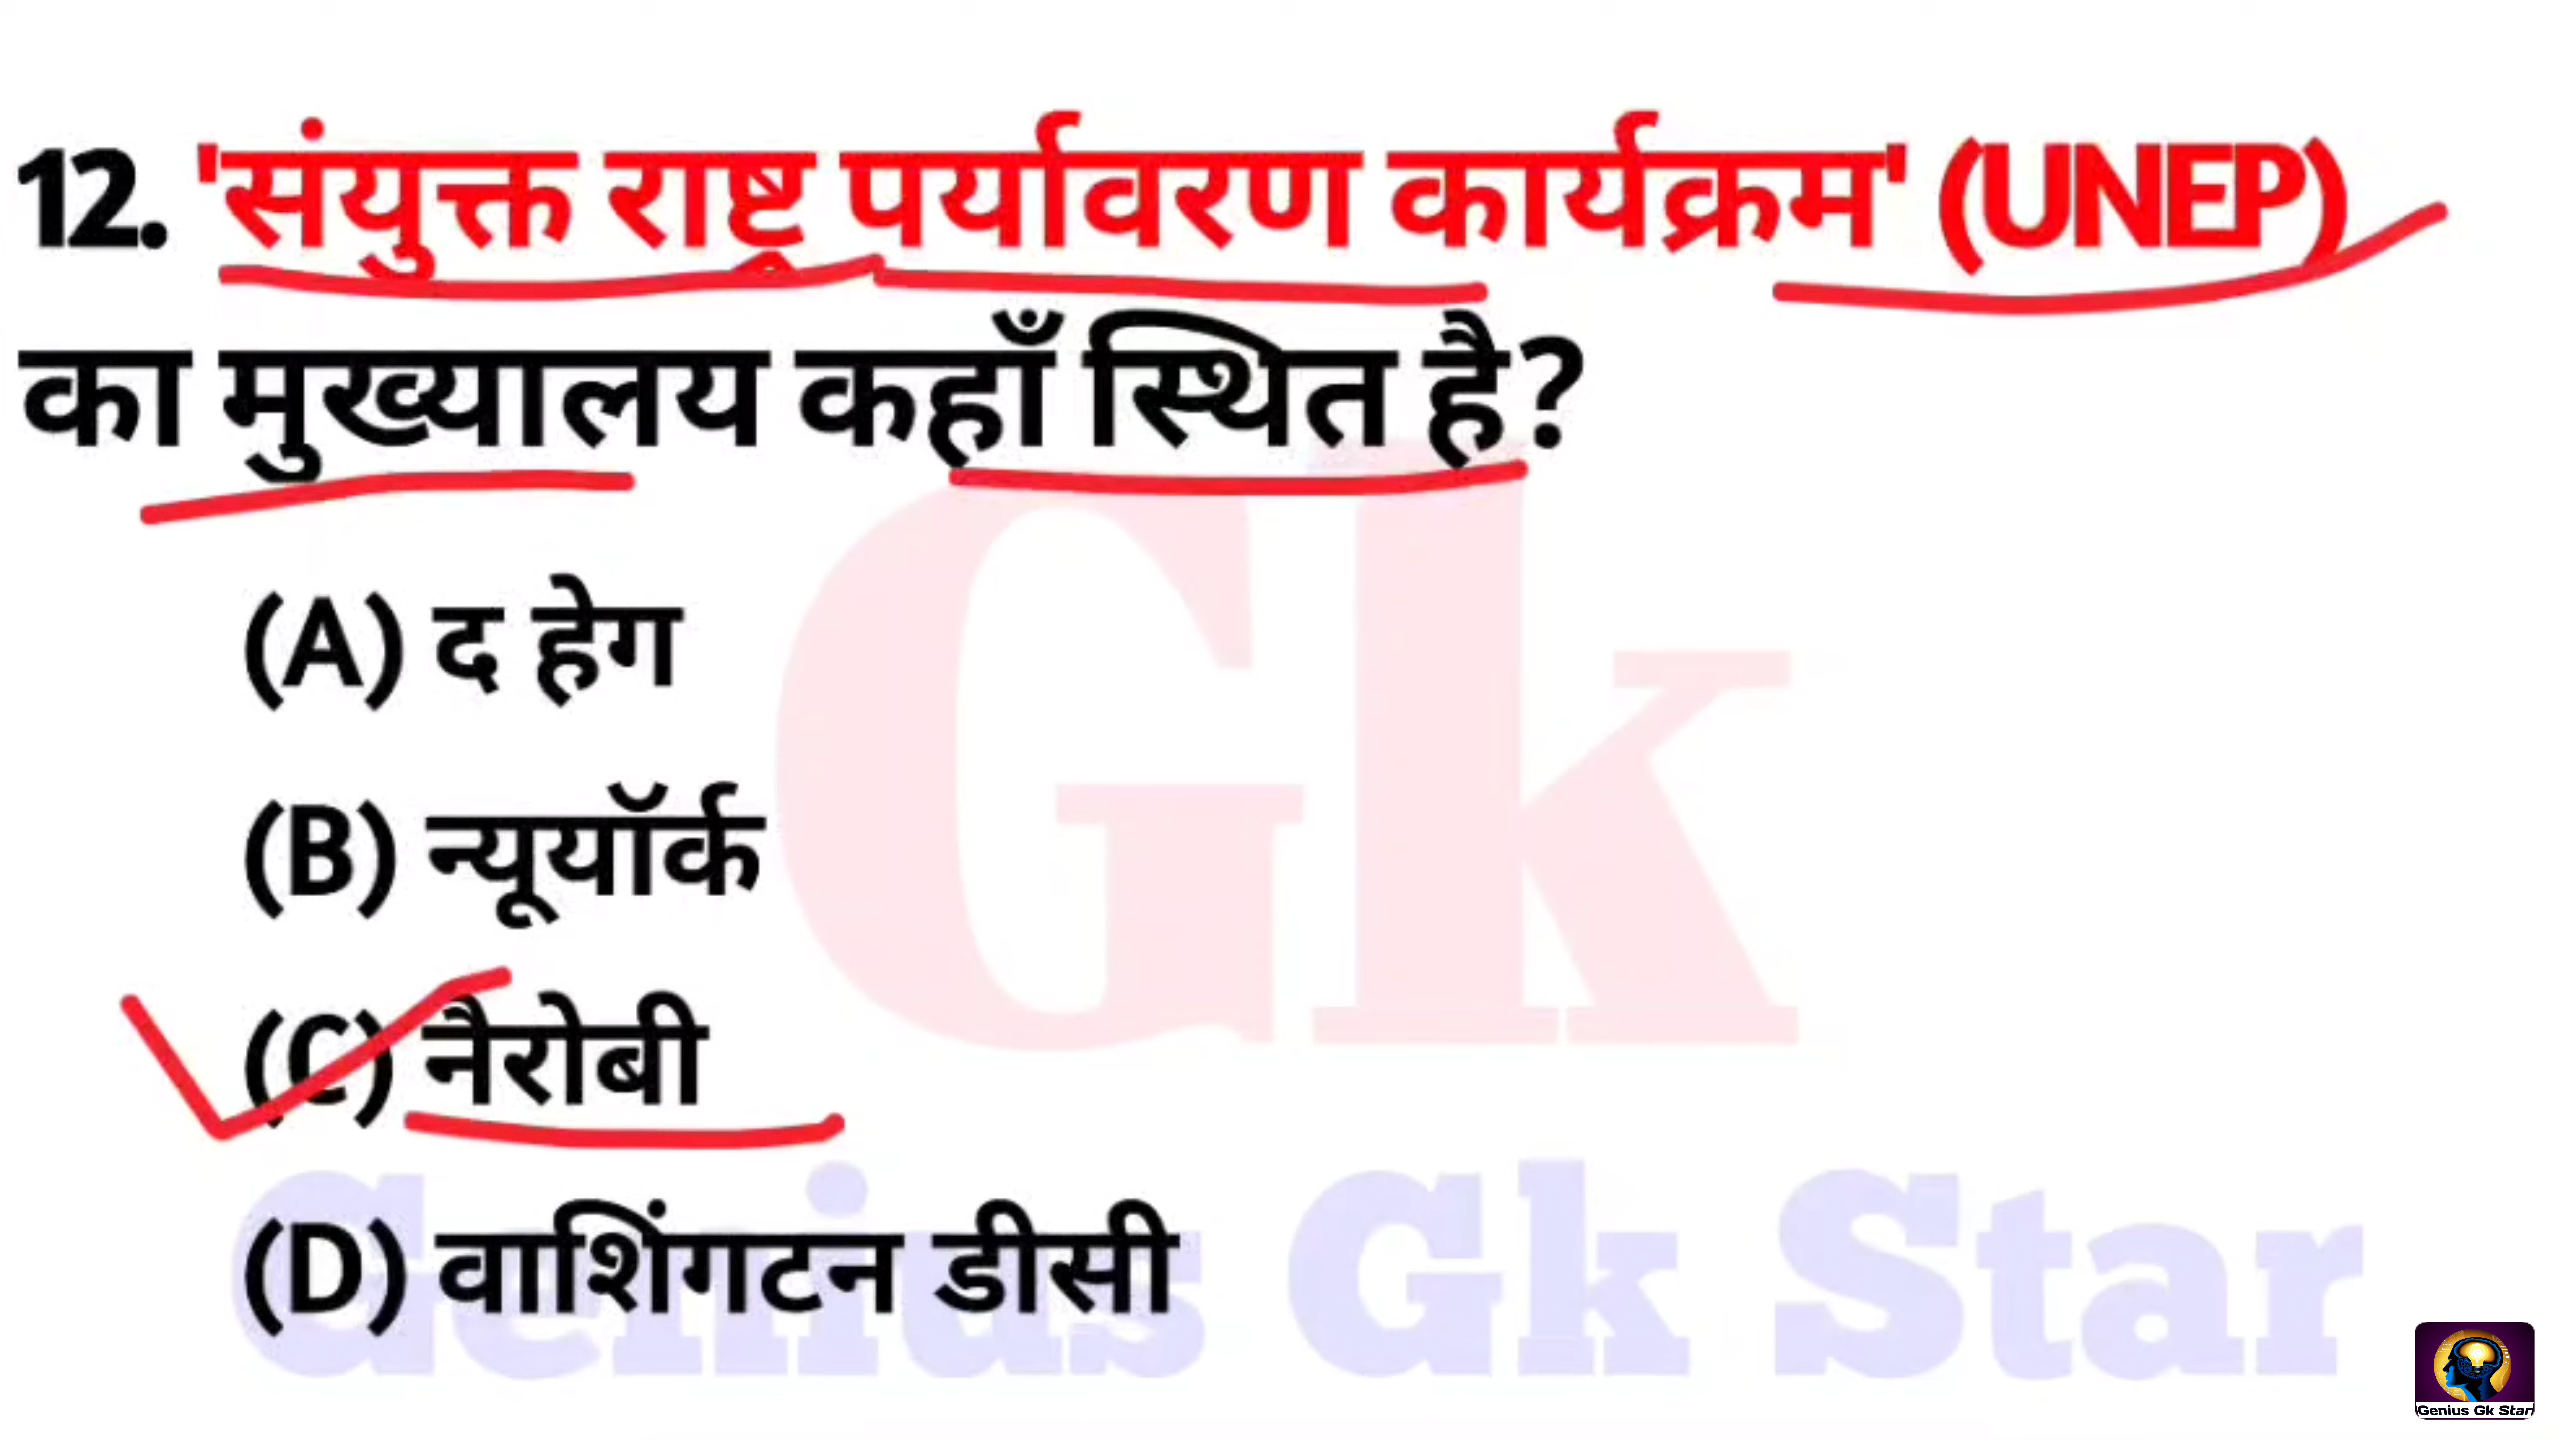 12. 'संयुक्त राष्ट्र पर्यावरण कार्यक्रम' (UNEP)
का मुख्यालय कहाँ स्थित है?
(A) द हेग
(B) न्यूयॉर्क
(C) नैरोबी
(D) वाशिंगटन डीसी
Gk
Genius Gk Star
Genius Gk Star